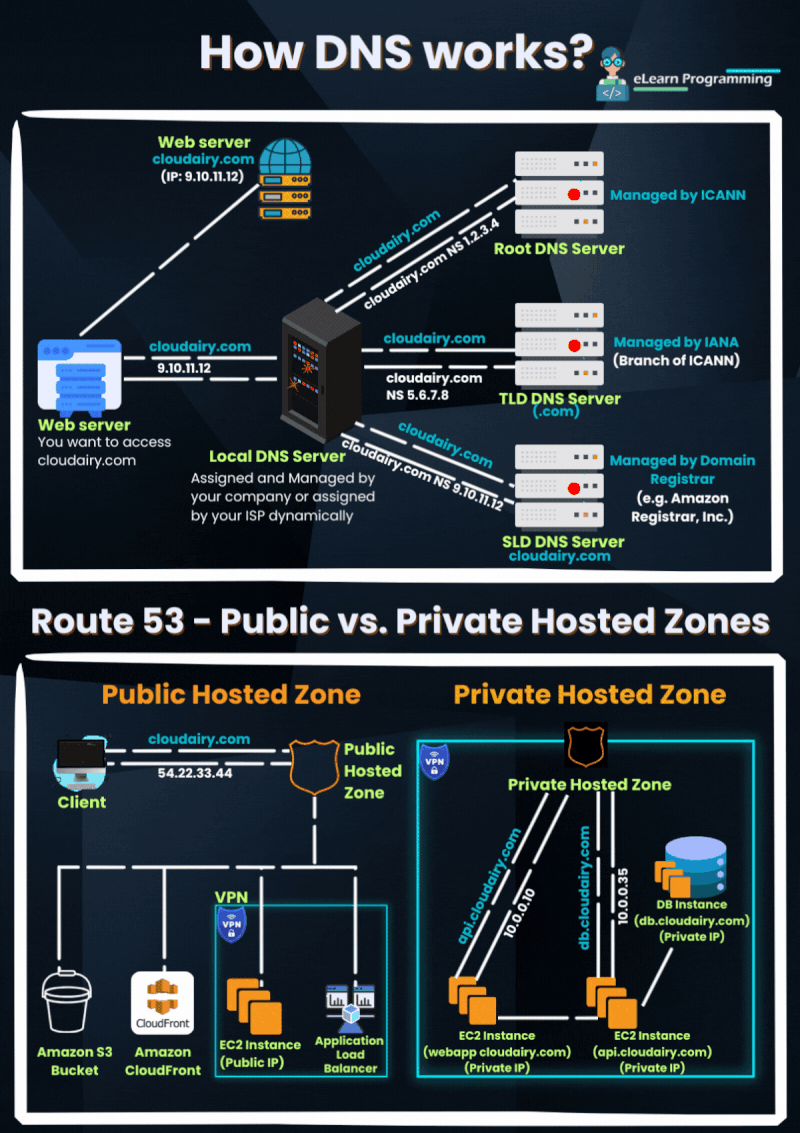 How DNS works?
eLearn Programming
</>
Web server
cloudairy.com
(IP: 9.10.11.12)
cloudairy.com
cloudairy.com NS 1.2.3.4
Managed by ICANN
Root DNS Server
cloudairy.com
9.10.11.12
cloudairy.com
cloudairy.com
NS 5.6.7.8
Managed by IANA
(Branch of ICANN)
TLD DNS Server
(.com)
Web server
You want to access
cloudairy.com
Local DNS Server
Assigned and Managed by
your company or assigned
by your ISP dynamically
cloudairy.com
cloudairy.com NS 9.10.11.12
Managed by Domain
Registrar
(e.g. Amazon
Registrar, Inc.)
SLD DNS Server
cloudairy.com
Route 53 - Public vs. Private Hosted Zones
Public Hosted Zone
cloudairy.com
54.22.33.44
Client
Public
Hosted
Zone
VPN
VPN
CloudFront
Amazon S3
Bucket
Amazon
CloudFront
EC2 Instance
(Public IP)
Application
Load
Balancer
Private Hosted Zone
VPN
Private Hosted Zone
api.cloudairy.com
10.0.0.10
db.cloudairy.com
10.0.0.35
DB Instance
(db.cloudairy.com)
(Private IP)
EC2 Instance
(webapp cloudairy.com)
(Private IP)
EC2 Instance
(api.cloudairy.com)
(Private IP)